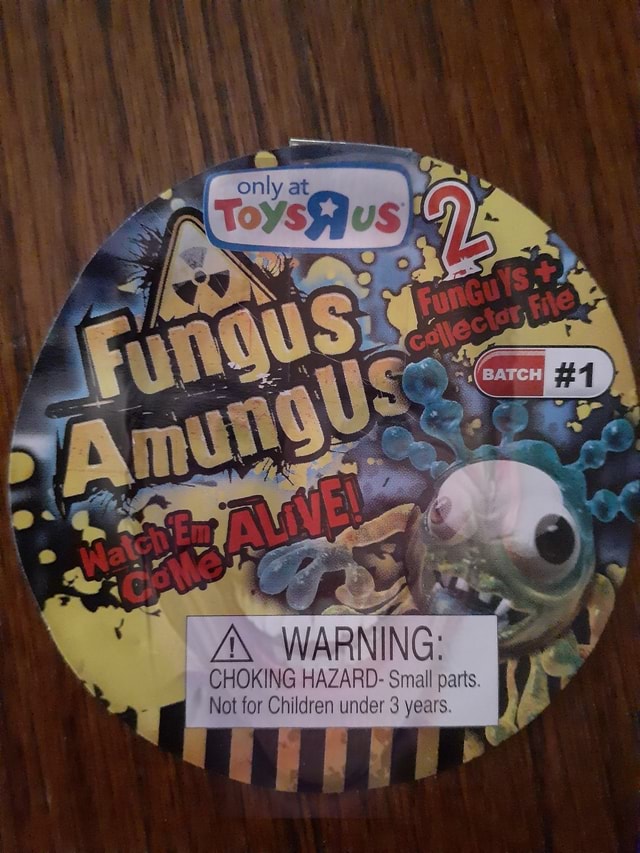 only at
ToysRus
2
FunGuys +
collector file
Fungus
AmungUs
BATCH #1
Watch 'Em
Come ALIVE!
WARNING:
CHOKING HAZARD- Small parts.
Not for Children under 3 years.